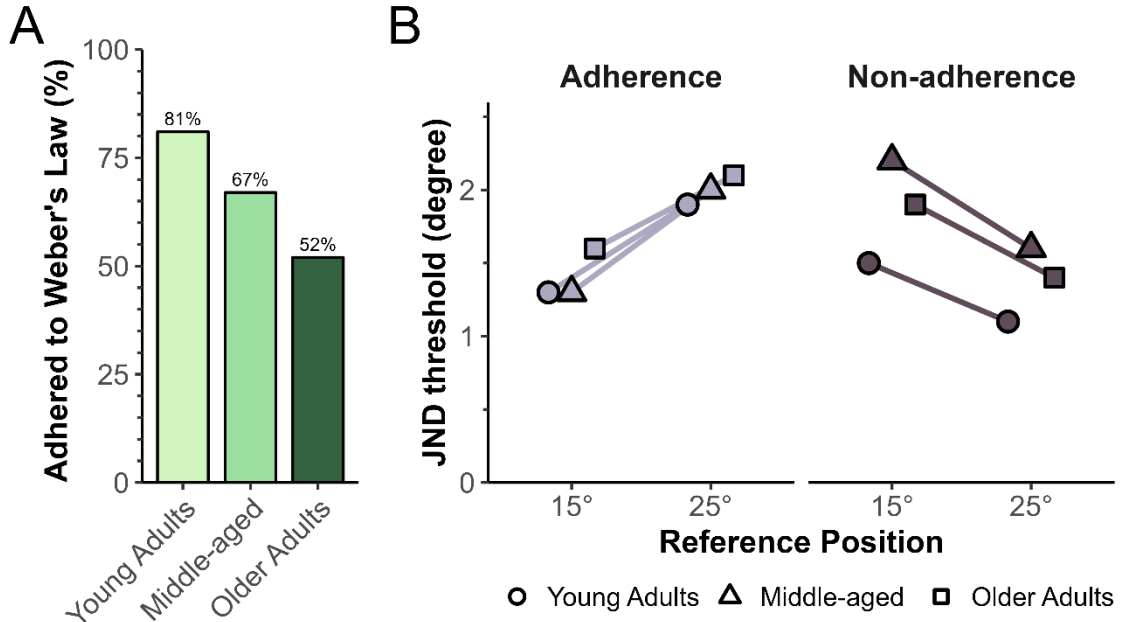 A
Adhered to Weber's Law (%)
100
75
50
25
0
81%
67%
52%
Young Adults
Middle-aged
Older Adults
B
Adherence
Non-adherence
JND threshold (degree)
2
1
0
15°
25°
15°
25°
Reference Position
Young Adults
Middle-aged
Older Adults